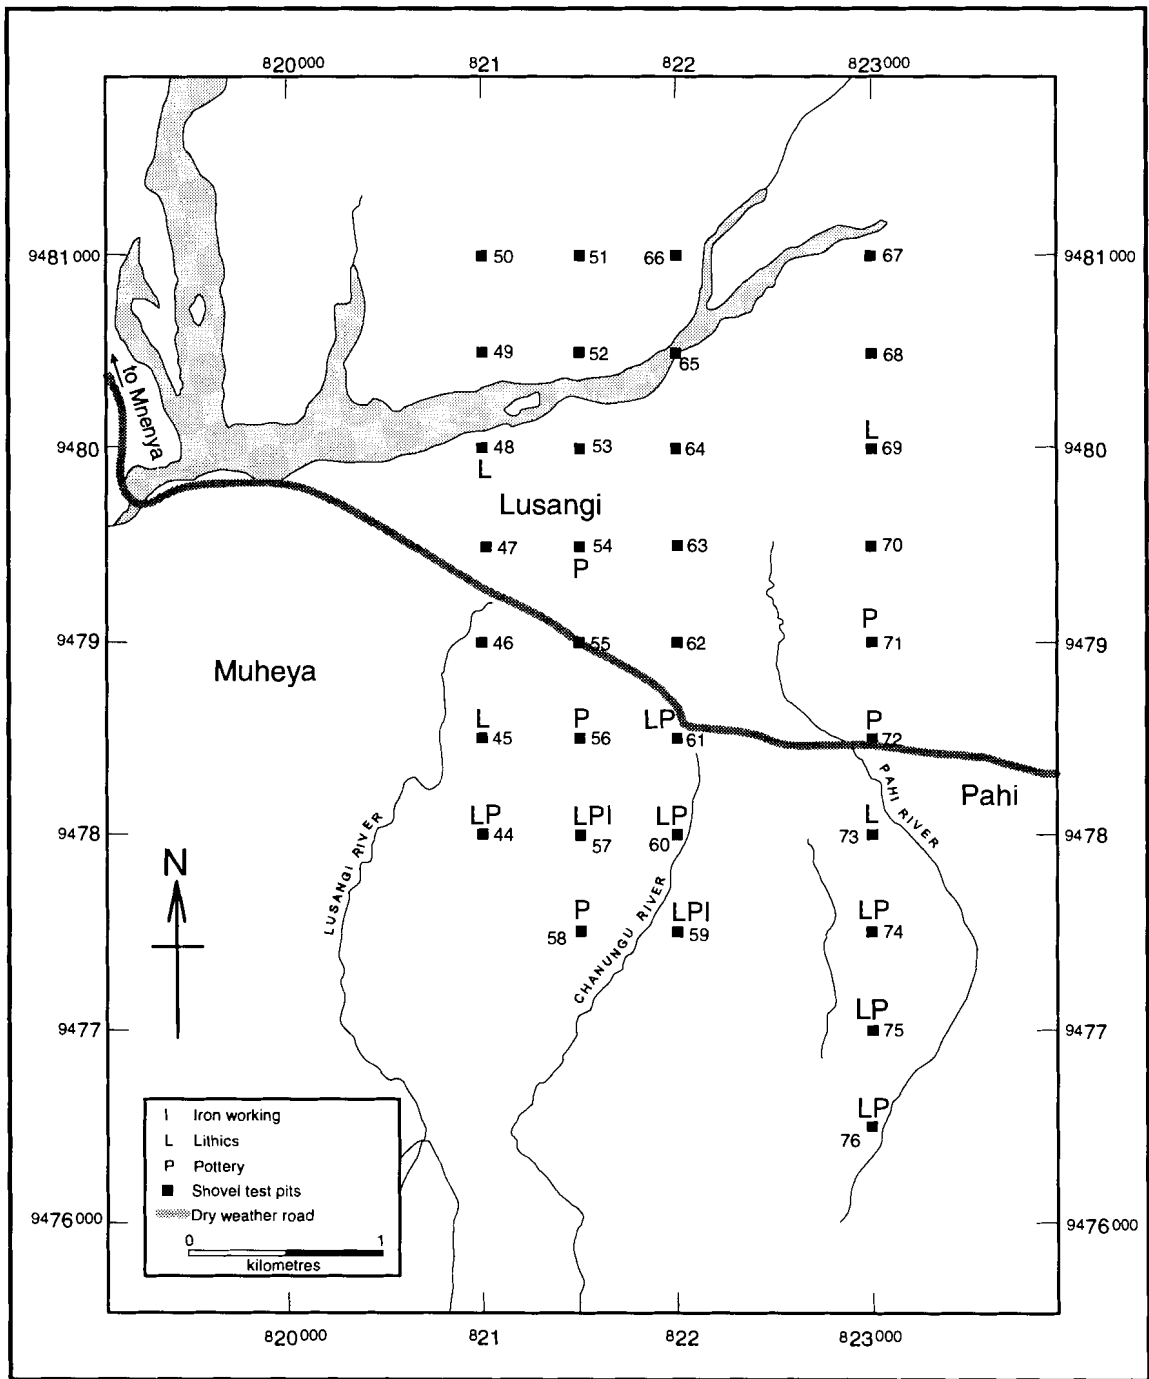 820000 821 822 823000
9481000 50 51 66 67 9481000
49 52 65 68
to Mnenya
L
9480 48 53 64 69 9480
L
Lusangi
47 54 63 70
P
P
9479 46 55 62 71 9479
Muheya
L P LP P
45 56 61 72
PAHI RIVER
Pahi
LP LPI LP L
9478 44 57 60 73 9478
LUSANGI RIVER
P LPI LP
58 59 74
CHANUNGU RIVER
LP
9477 75 9477
LP
76
I Iron working
L Lithics
P Pottery
Shovel test pits
Dry weather road
0 1
kilometres
9476000 9476000
N
820000 821 822 823000